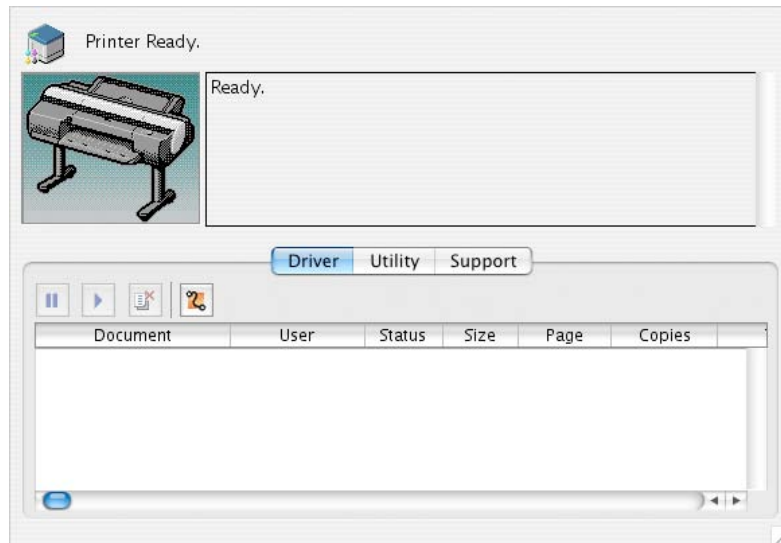 Printer Ready.
Ready.
Driver Utility Support
Document User Status Size Page Copies